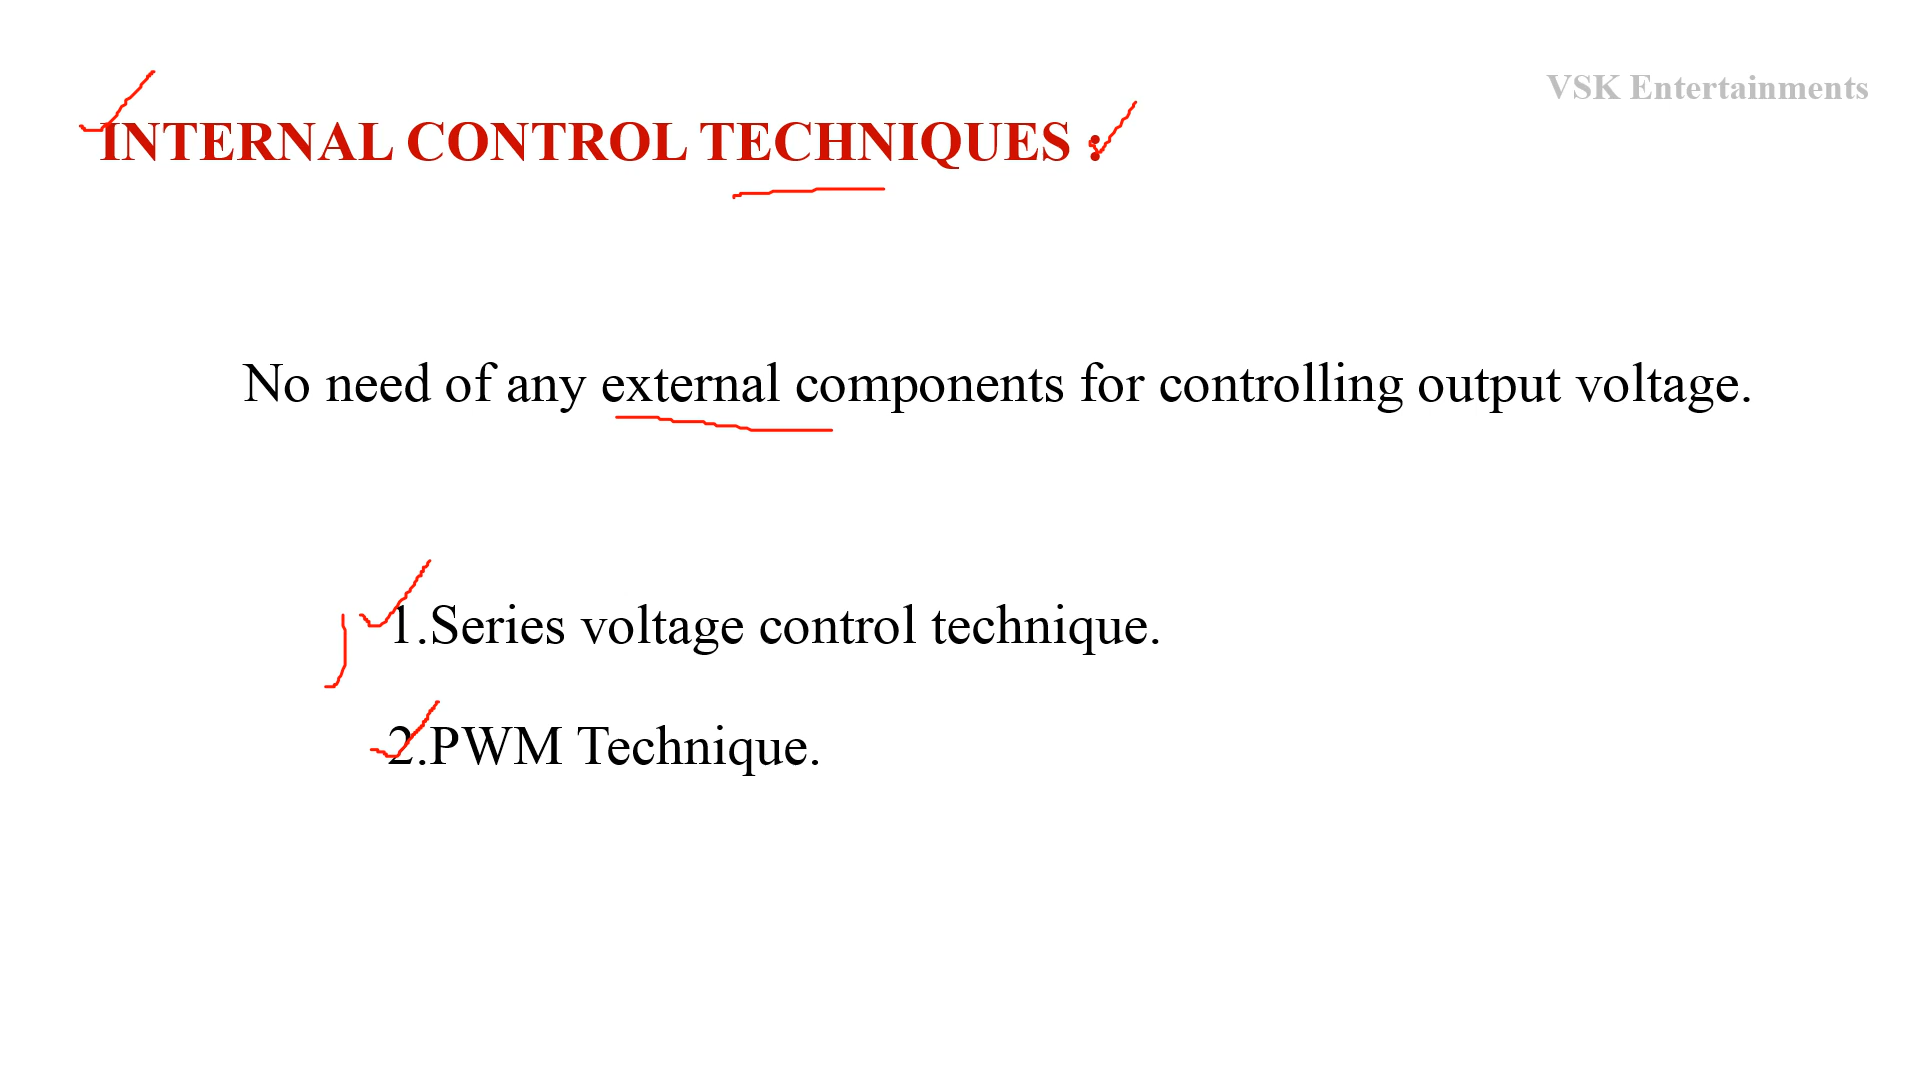 VSK Entertainments
INTERNAL CONTROL TECHNIQUES :
No need of any external components for controlling output voltage.
1.Series voltage control technique.
2.PWM Technique.